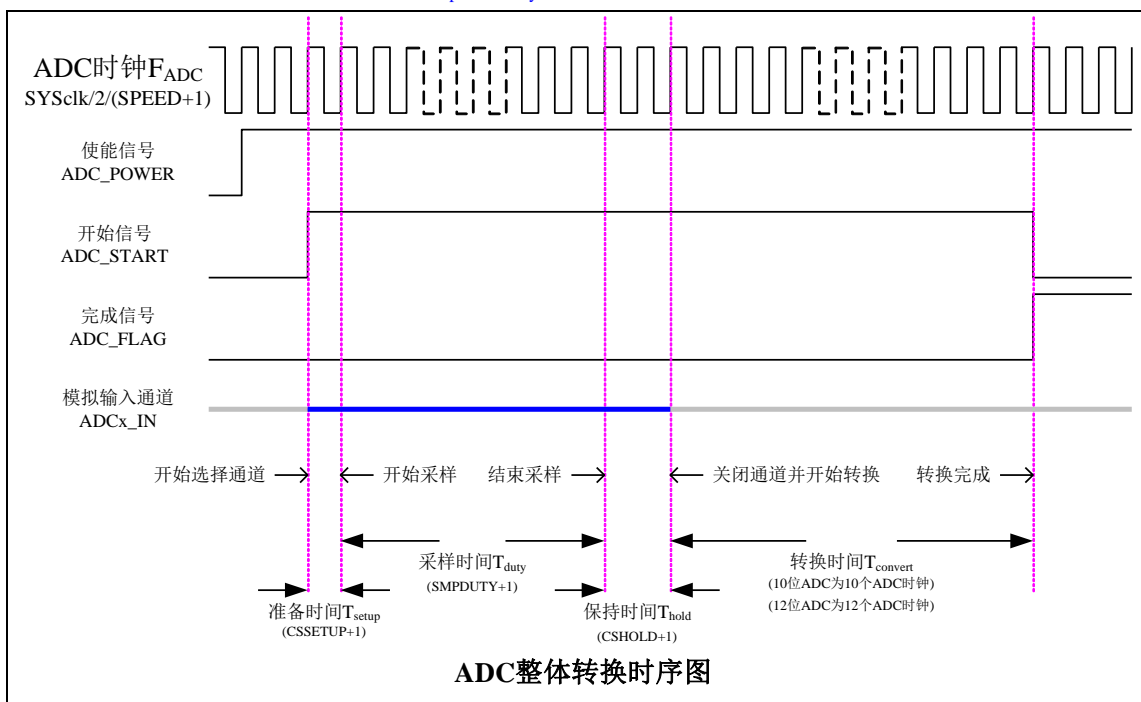 ADC时钟FADC
SYSclk/2/(SPEED+1)
使能信号
ADC_POWER
开始信号
ADC_START
完成信号
ADC_FLAG
模拟输入通道
ADCx_IN
开始选择通道 开始采样 结束采样 关闭通道并开始转换 转换完成
采样时间Tduty
(SMPDUTY+1)
转换时间Tconvert
(10位ADC为10个ADC时钟)
(12位ADC为12个ADC时钟)
准备时间Tsetup
(CSSETUP+1)
保持时间Thold
(CSHOLD+1)
ADC整体转换时序图